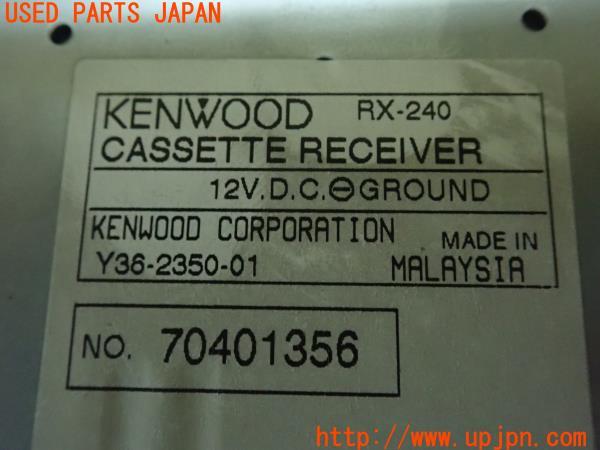 USED PARTS JAPAN
KENWOOD RX-240
CASSETTE RECEIVER
12V.D.C.⊖GROUND
KENWOOD CORPORATION MADE IN
Y36-2350-01 MALAYSIA
NO. 70401356
http://www.upjpn.com/